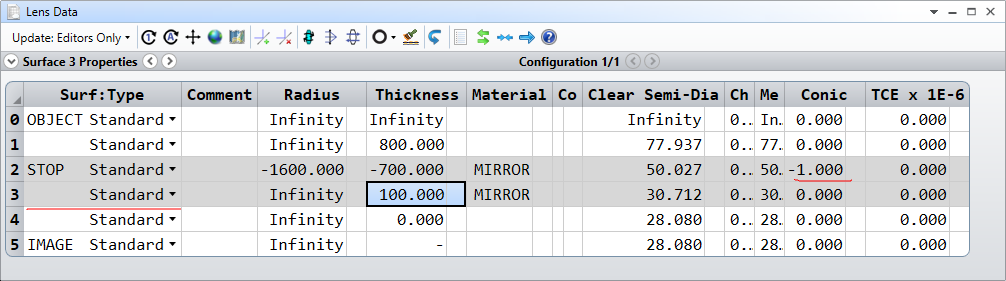 Lens Data
Update: Editors Only
Surface 3 Properties Configuration 1/1
Surf:Type Comment Radius Thickness Material Co Clear Semi-Dia Ch Me Conic TCE x 1E-6
0 OBJECT Standard Infinity Infinity Infinity 0.. In.. 0.000 0.000
1 Standard Infinity 800.000 77.937 0.. 77.. 0.000 0.000
2 STOP Standard -1600.000 -700.000 MIRROR 50.027 0.. 50.. -1.000 0.000
3 Standard Infinity 100.000 MIRROR 30.712 0.. 30.. 0.000 0.000
4 Standard Infinity 0.000 28.080 0.. 28.. 0.000 0.000
5 IMAGE Standard Infinity - 28.080 0.. 28.. 0.000 0.000